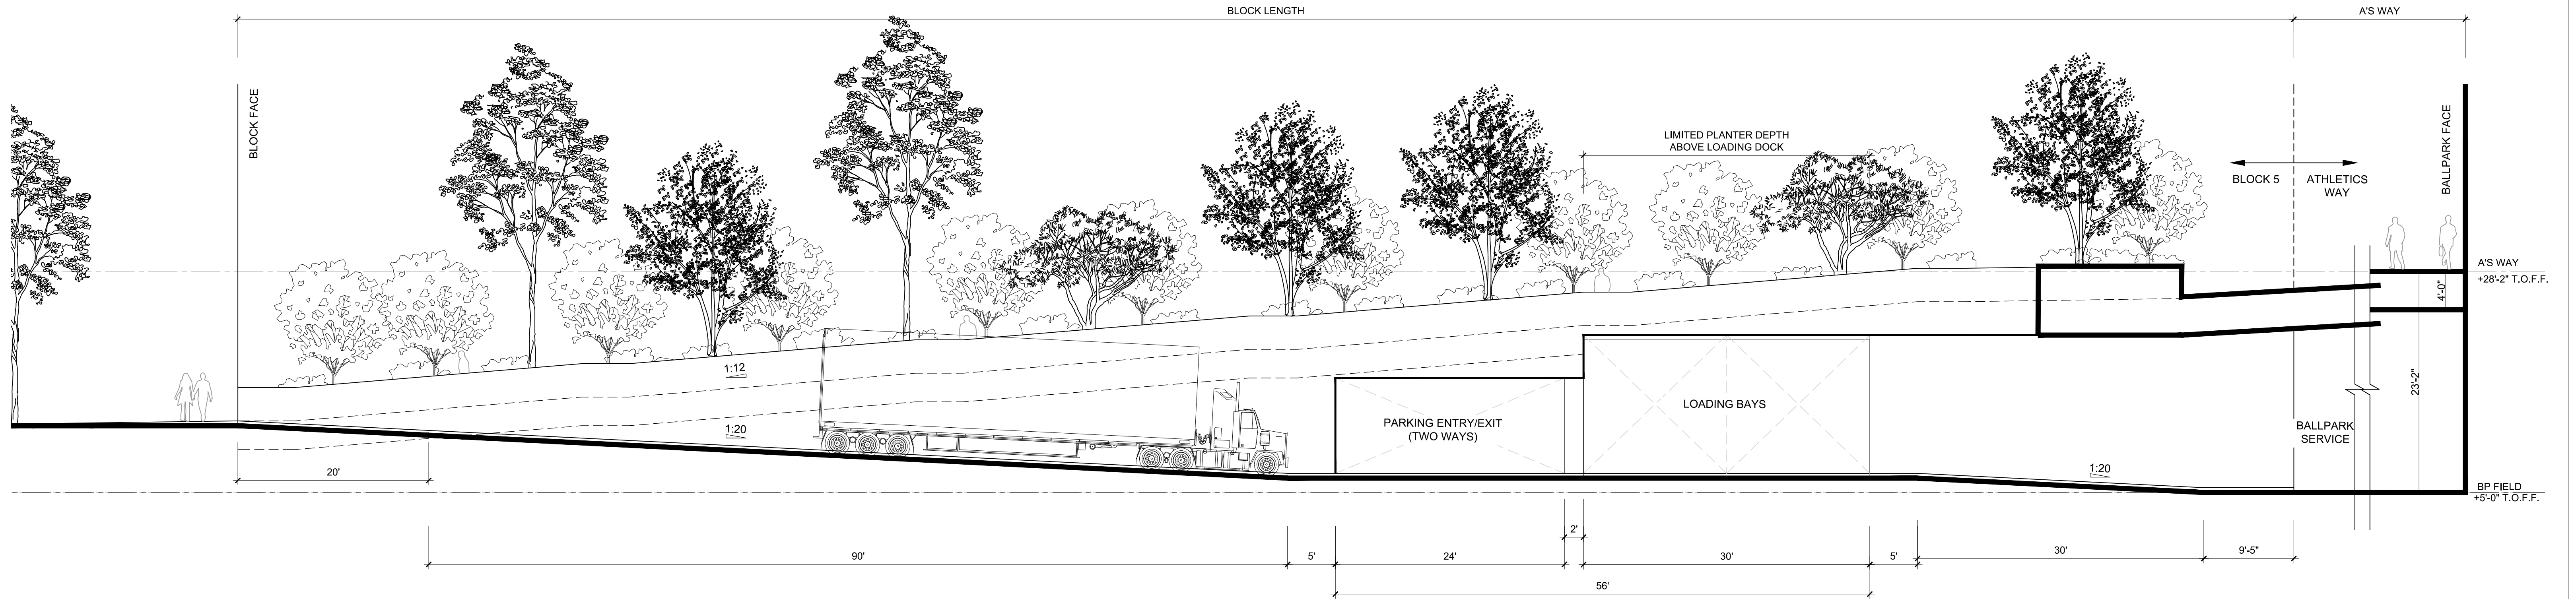 BLOCK LENGTH
A'S WAY
BLOCK FACE
LIMITED PLANTER DEPTH
ABOVE LOADING DOCK
BLOCK 5
ATHLETICS
WAY
BALLPARK FACE
A'S WAY
+28'-2" T.O.F.F.
4'-0"
1:12
23'-2"
LOADING BAYS
PARKING ENTRY/EXIT
(TWO WAYS)
1:20
BALLPARK
SERVICE
1:20
20'
BP FIELD
+5'-0" T.O.F.F.
2'
90'
5'
24'
30'
5'
30'
9'-5"
56'